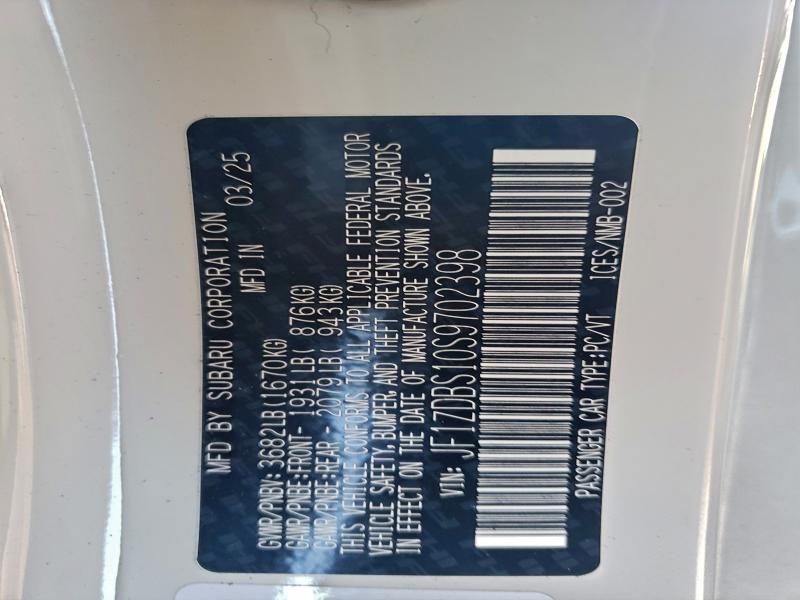 MFD BY SUBARU CORPORATION
MFD IN 03/25
GVWR/PNBV: 3682LB(1670KG)
GAWR/PNBE:FRONT- 1931LB( 876KG)
GAWR/PNBE:REAR - 2079LB( 943KG)
THIS VEHICLE CONFORMS TO ALL APPLICABLE FEDERAL MOTOR
VEHICLE SAFETY, BUMPER, AND THEFT PREVENTION STANDARDS
IN EFFECT ON THE DATE OF MANUFACTURE SHOWN ABOVE.
VIN: JF1ZDBS10S9702398
PASSENGER CAR TYPE:PC/VT ICES/NMB-002